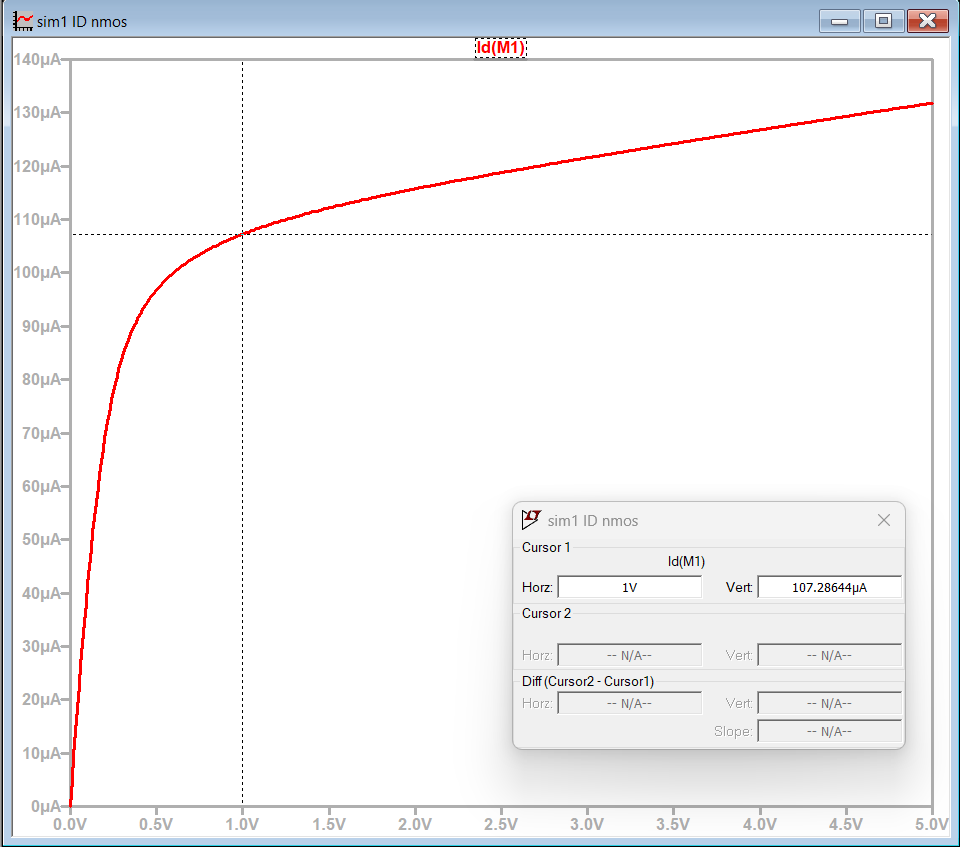 sim1 ID nmos
Id(M1)
140µA
130µA
120µA
110µA
100µA
90µA
80µA
70µA
60µA
50µA
40µA
30µA
20µA
10µA
0µA
0.0V 0.5V 1.0V 1.5V 2.0V 2.5V 3.0V 3.5V 4.0V 4.5V 5.0V
sim1 ID nmos
Cursor 1
Id(M1)
Horz: 1V Vert: 107.28644µA
Cursor 2
Horz: -- N/A-- Vert: -- N/A--
Diff (Cursor2 - Cursor1)
Horz: -- N/A-- Vert: -- N/A--
Slope: -- N/A--